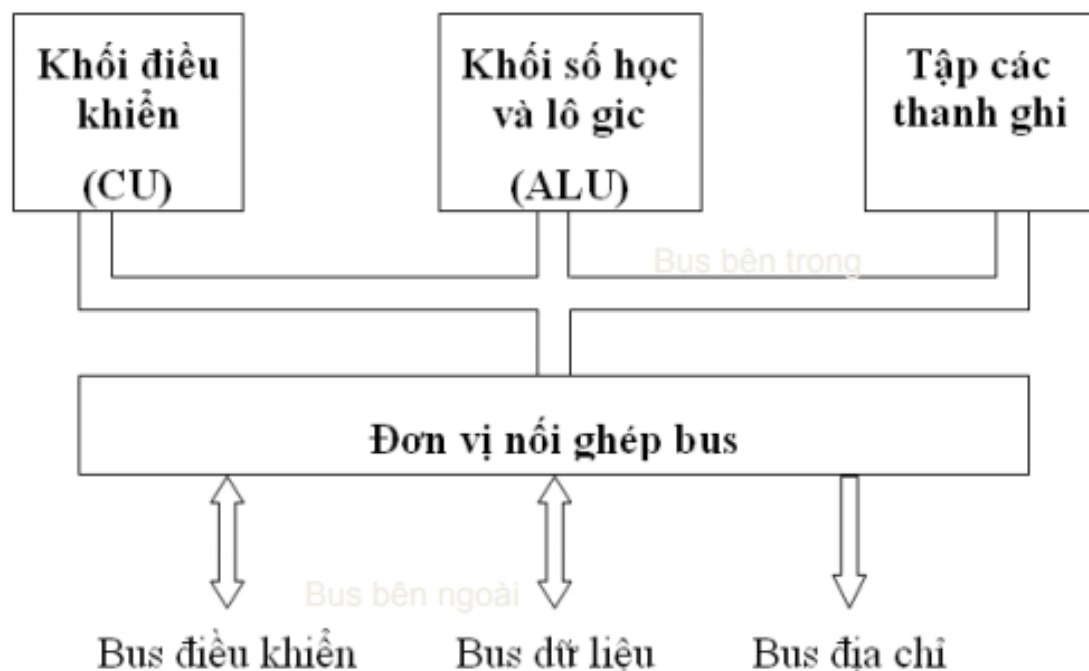 Khối điều
khiển
(CU)
Khối số học
và lô gic
(ALU)
Tập các
thanh ghi
Bus bên trong
Đơn vị nối ghép bus
Bus bên ngoài
Bus điều khiển
Bus dữ liệu
Bus địa chỉ